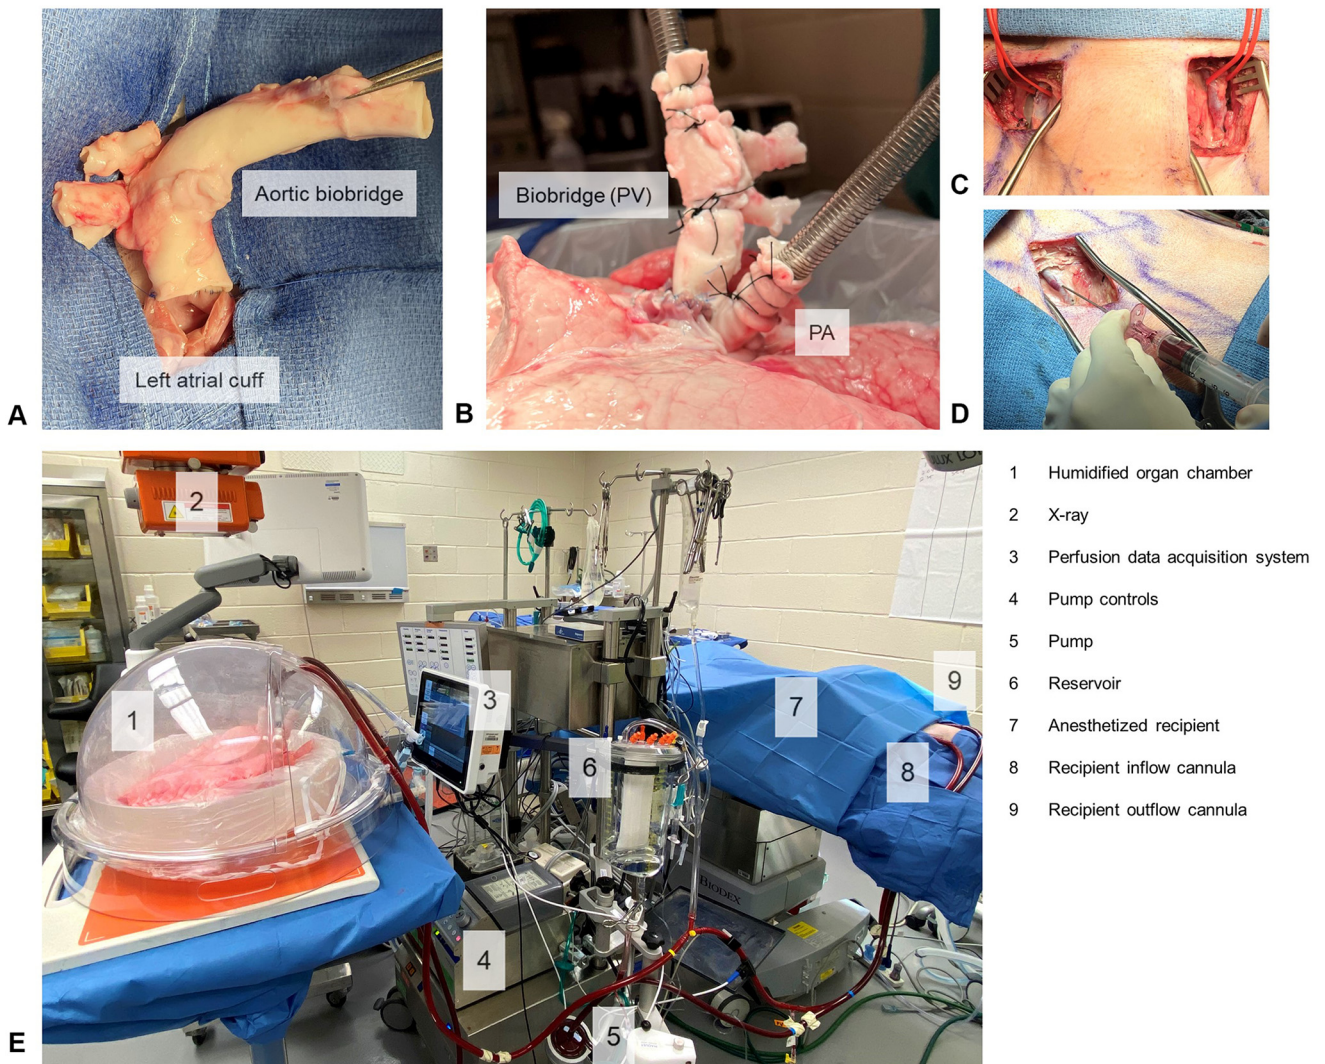 Aortic biobridge
Left atrial cuff
A
Biobridge (PV)
PA
B
C
D
1
2
3
4
5
6
7
8
9
BIODEX
E
1 Humidified organ chamber
2 X-ray
3 Perfusion data acquisition system
4 Pump controls
5 Pump
6 Reservoir
7 Anesthetized recipient
8 Recipient inflow cannula
9 Recipient outflow cannula